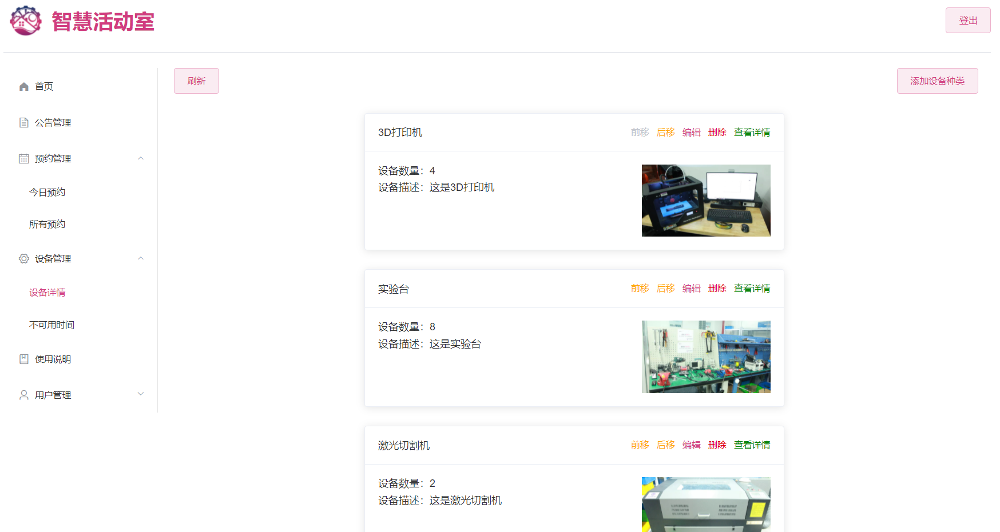 智慧活动室
登出
首页
公告管理
预约管理
今日预约
所有预约
设备管理
设备详情
不可用时间
使用说明
用户管理
刷新
添加设备种类
3D打印机
前移 后移 编辑 删除 查看详情
设备数量：4
设备描述：这是3D打印机
实验台
前移 后移 编辑 删除 查看详情
设备数量：8
设备描述：这是实验台
激光切割机
前移 后移 编辑 删除 查看详情
设备数量：2
设备描述：这是激光切割机